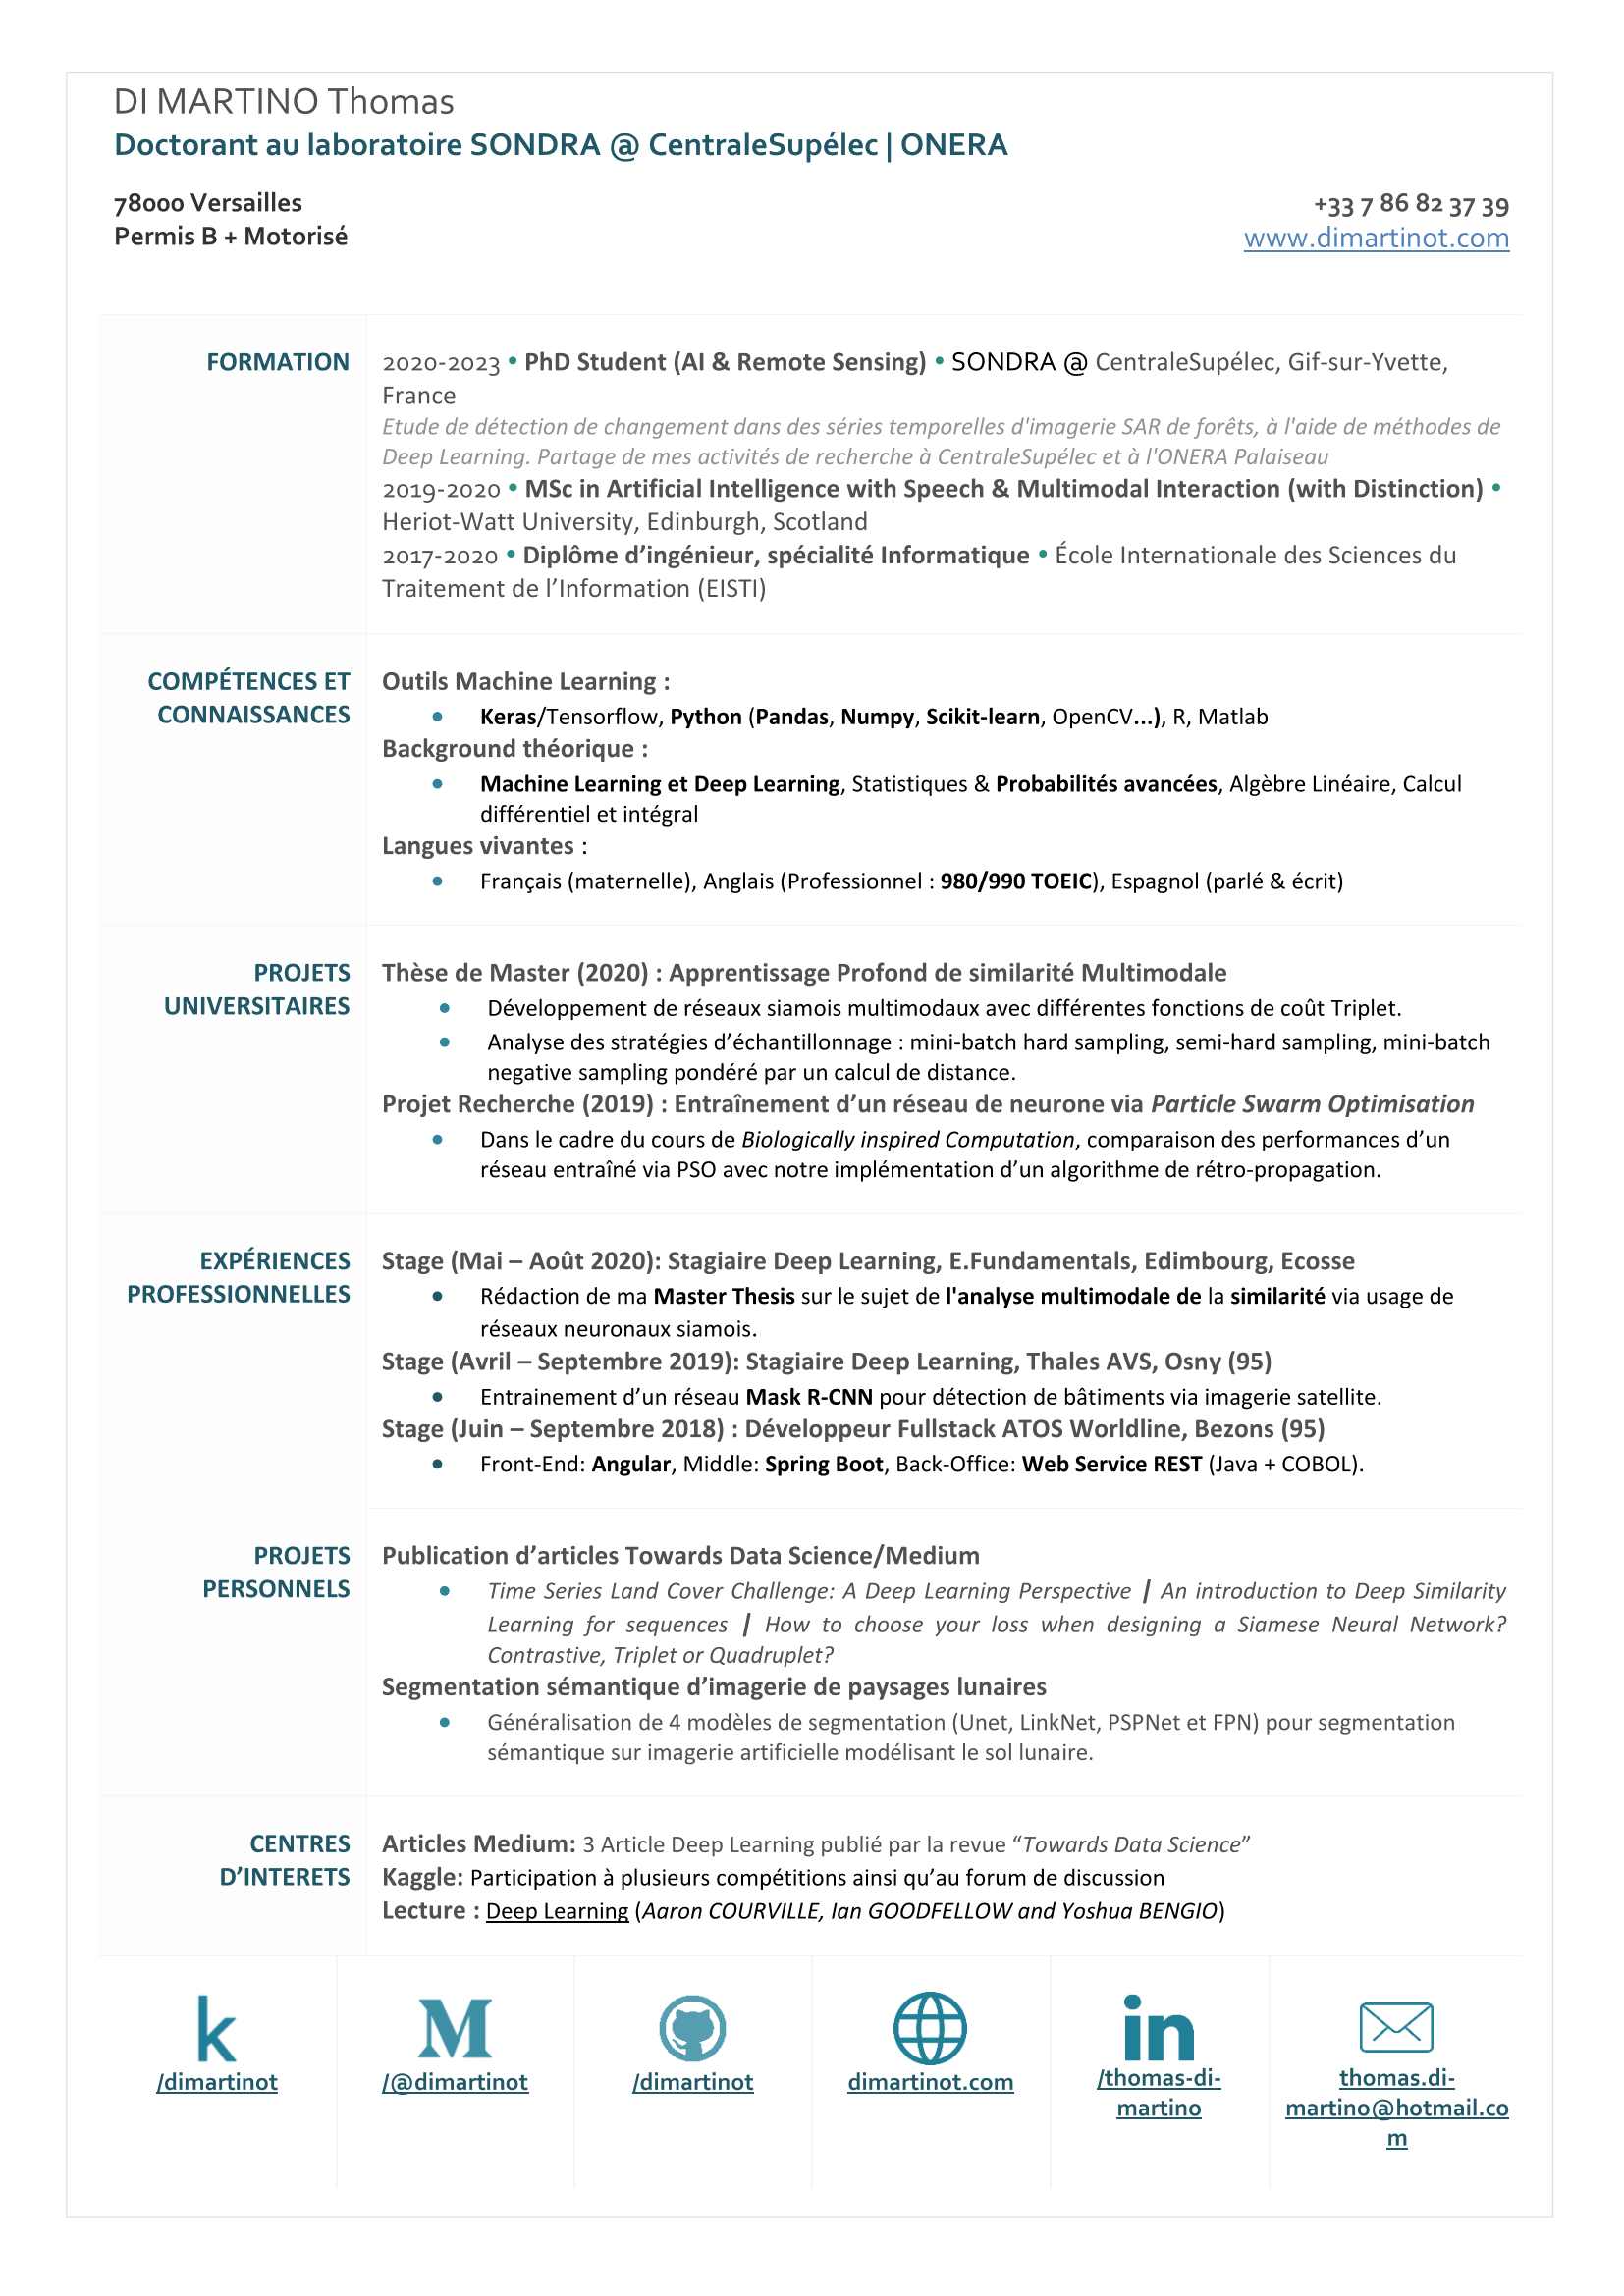 DI MARTINO Thomas
Doctorant au laboratoire SONDRA @ CentraleSupélec | ONERA
78000 Versailles
Permis B + Motorisé
+33 7 86 82 37 39
www.dimartinot.com
FORMATION
2020-2023 • PhD Student (AI & Remote Sensing) • SONDRA @ CentraleSupélec, Gif-sur-Yvette,
France
Etude de détection de changement dans des séries temporelles d'imagerie SAR de forêts, à l'aide de méthodes de
Deep Learning. Partage de mes activités de recherche à CentraleSupélec et à l'ONERA Palaiseau
2019-2020 • MSc in Artificial Intelligence with Speech & Multimodal Interaction (with Distinction) •
Heriot-Watt University, Edinburgh, Scotland
2017-2020 • Diplôme d’ingénieur, spécialité Informatique • École Internationale des Sciences du
Traitement de l’Information (EISTI)
COMPÉTENCES ET
CONNAISSANCES
Outils Machine Learning :
• Keras/Tensorflow, Python (Pandas, Numpy, Scikit-learn, OpenCV...), R, Matlab
Background théorique :
• Machine Learning et Deep Learning, Statistiques & Probabilités avancées, Algèbre Linéaire, Calcul
différentiel et intégral
Langues vivantes :
• Français (maternelle), Anglais (Professionnel : 980/990 TOEIC), Espagnol (parlé & écrit)
PROJETS
UNIVERSITAIRES
Thèse de Master (2020) : Apprentissage Profond de similarité Multimodale
• Développement de réseaux siamois multimodaux avec différentes fonctions de coût Triplet.
• Analyse des stratégies d’échantillonnage : mini-batch hard sampling, semi-hard sampling, mini-batch
negative sampling pondéré par un calcul de distance.
Projet Recherche (2019) : Entraînement d’un réseau de neurone via Particle Swarm Optimisation
• Dans le cadre du cours de Biologically inspired Computation, comparaison des performances d’un
réseau entraîné via PSO avec notre implémentation d’un algorithme de rétro-propagation.
EXPÉRIENCES
PROFESSIONNELLES
Stage (Mai – Août 2020): Stagiaire Deep Learning, E.Fundamentals, Edimbourg, Ecosse
• Rédaction de ma Master Thesis sur le sujet de l'analyse multimodale de la similarité via usage de
réseaux neuronaux siamois.
Stage (Avril – Septembre 2019): Stagiaire Deep Learning, Thales AVS, Osny (95)
• Entrainement d’un réseau Mask R-CNN pour détection de bâtiments via imagerie satellite.
Stage (Juin – Septembre 2018) : Développeur Fullstack ATOS Worldline, Bezons (95)
• Front-End: Angular, Middle: Spring Boot, Back-Office: Web Service REST (Java + COBOL).
PROJETS
PERSONNELS
Publication d’articles Towards Data Science/Medium
• Time Series Land Cover Challenge: A Deep Learning Perspective | An introduction to Deep Similarity
Learning for sequences | How to choose your loss when designing a Siamese Neural Network?
Contrastive, Triplet or Quadruplet?
Segmentation sémantique d’imagerie de paysages lunaires
• Généralisation de 4 modèles de segmentation (Unet, LinkNet, PSPNet et FPN) pour segmentation
sémantique sur imagerie artificielle modélisant le sol lunaire.
CENTRES
D’INTERETS
Articles Medium: 3 Article Deep Learning publié par la revue “Towards Data Science”
Kaggle: Participation à plusieurs compétitions ainsi qu’au forum de discussion
Lecture : Deep Learning (Aaron COURVILLE, Ian GOODFELLOW and Yoshua BENGIO)
k
/dimartinot
M
/@dimartinot
/dimartinot
dimartinot.com
in
/thomas-di-
martino
thomas.di-
martino@hotmail.co
m